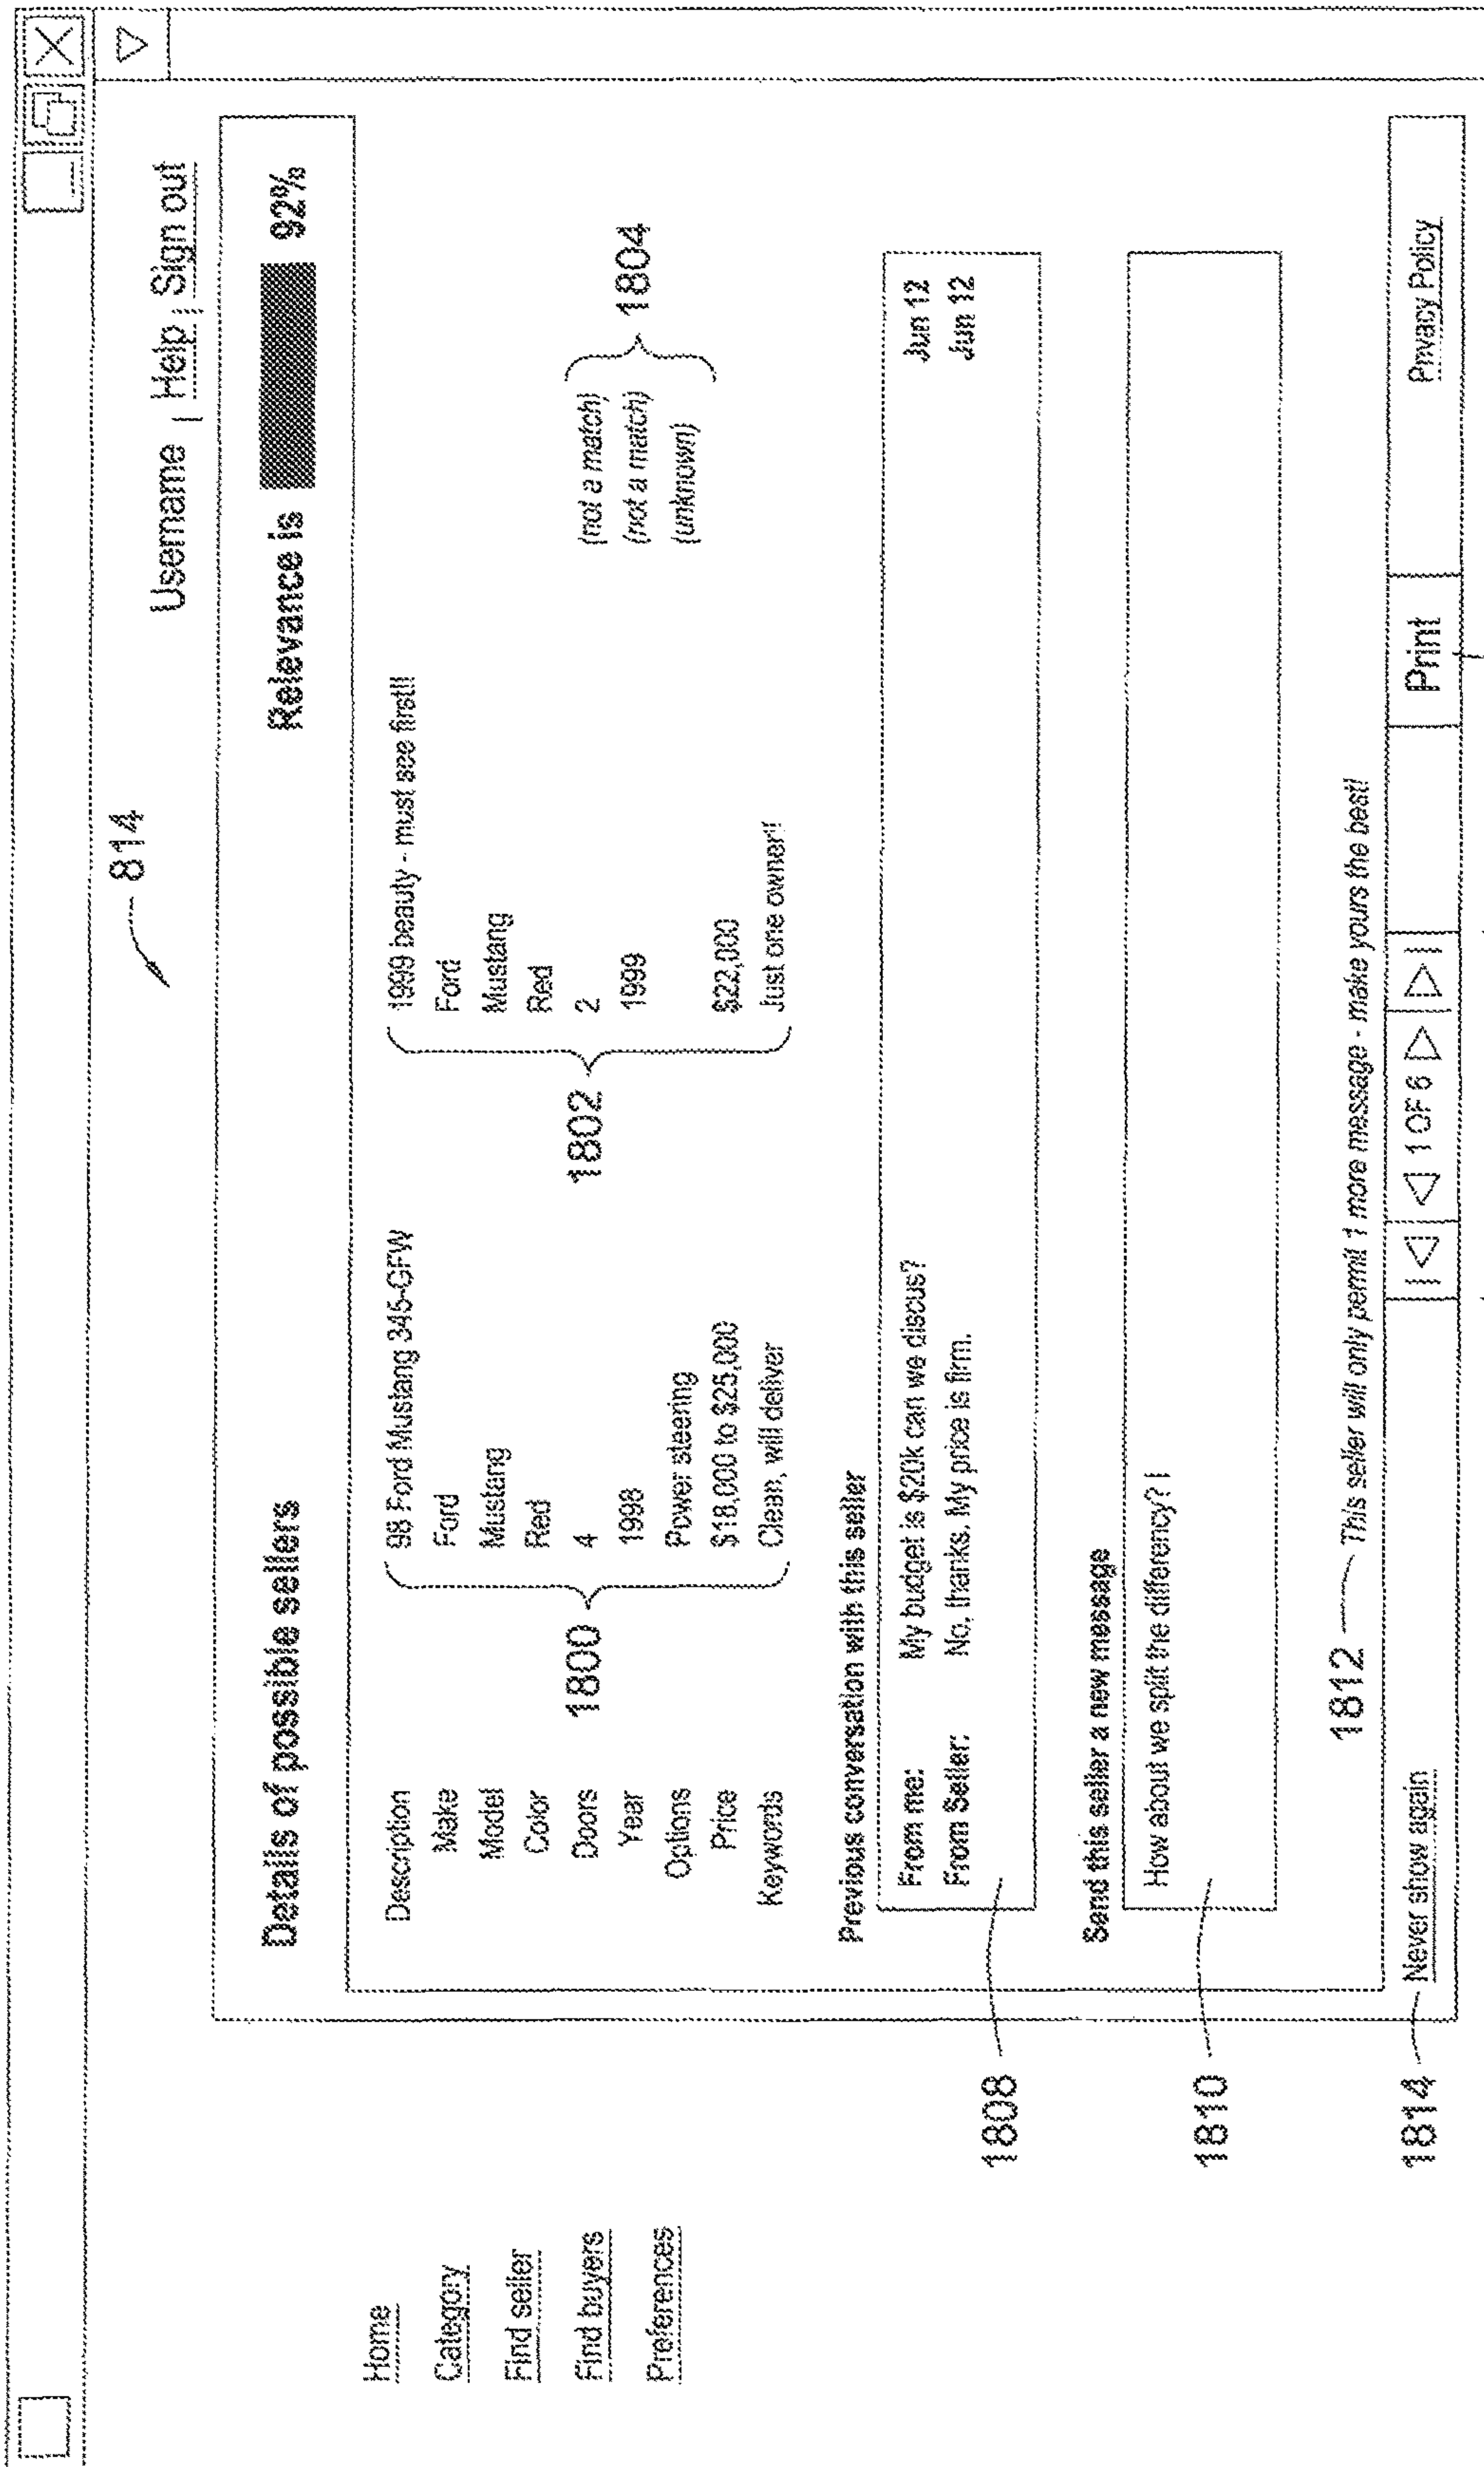 814
Username | Help | Sign out
Home
Category
Find seller
Find buyers
Preferences
Details of possible sellers Relevance is 92%
Description 98 Ford Mustang 345-GFW 1999 beauty - must see first!!
Make Ford Ford
Model Mustang Mustang
Color Red Red
Doors 4 2 (not a match)
Year 1998 1999 (not a match)
Options Power steering (unknown)
Price $18,000 to $25,000 $22,000
Keywords Clean, will deliver Just one owner!!
1800 1802 1804
Previous conversation with this seller
From me: My budget is $20k can we discus? Jun 12
From Seller: No, thanks. My price is firm. Jun 12
1808
Send this seller a new message
How about we split the differency? |
1810
1812 This seller will only permit 1 more message - make yours the best!
1814 Never show again 1 OF 6 Print Privacy Policy